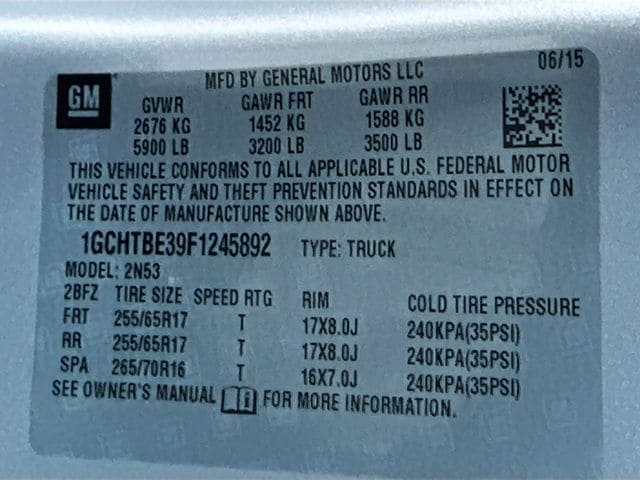 06/15
GM MFD BY GENERAL MOTORS LLC
GVWR GAWR FRT GAWR RR
2676 KG 1452 KG 1588 KG
5900 LB 3200 LB 3500 LB
THIS VEHICLE CONFORMS TO ALL APPLICABLE U.S. FEDERAL MOTOR
VEHICLE SAFETY AND THEFT PREVENTION STANDARDS IN EFFECT ON
THE DATE OF MANUFACTURE SHOWN ABOVE.
1GCHTBE39F1245892 TYPE: TRUCK
MODEL: 2N53
2BFZ TIRE SIZE SPEED RTG RIM COLD TIRE PRESSURE
FRT 255/65R17 T 17X8.0J 240KPA(35PSI)
RR 255/65R17 T 17X8.0J 240KPA(35PSI)
SPA 265/70R16 T 16X7.0J 240KPA(35PSI)
SEE OWNER'S MANUAL i FOR MORE INFORMATION.